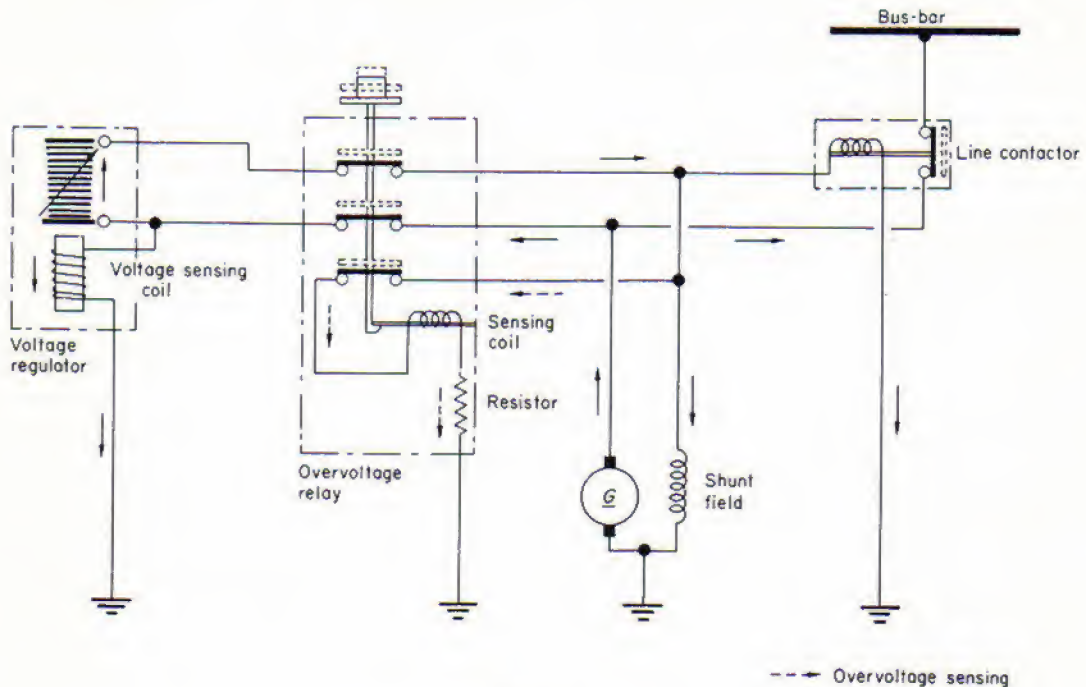 Bus-bar
Line contactor
Voltage sensing
coil
Voltage
regulator
Sensing
coil
Resistor
Overvoltage
relay
G
Shunt
field
Overvoltage sensing